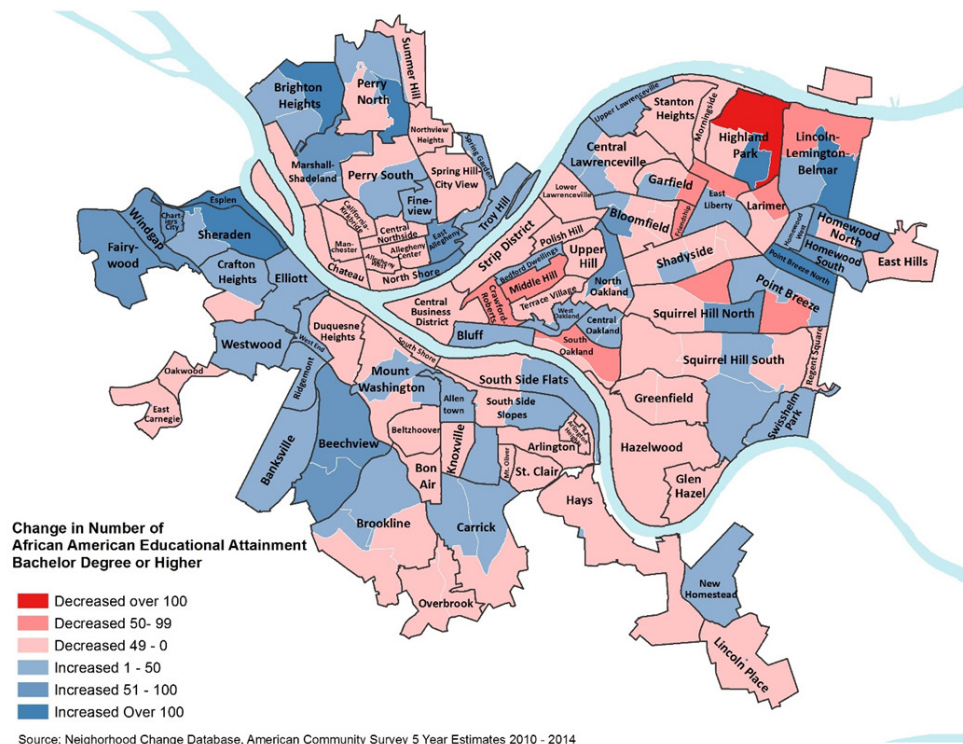 Summer Hill
Brighton
Heights
Perry
North
Northview
Heights
Spring Garden
Marshall-
Shadeland
Perry South
Spring Hill-
City View
Fine-
view
California-
Kirkbride
Central
Northside
Man-
chester
Allegheny
Center
Allegheny
West
East
Allegheny
Troy Hill
Chateau
North Shore
Upper Lawrenceville
Stanton
Heights
Morningside
Highland
Park
Lincoln-
Lemington-
Belmar
Central
Lawrenceville
Garfield
East
Liberty
Larimer
Lower
Lawrenceville
Bloomfield
Friendship
Homewood
West
Homewood
North
Homewood
South
East Hills
Point Breeze North
Strip District
Polish Hill
Upper
Hill
Bedford Dwellings
Middle Hill
Shadyside
Point Breeze
Crawford-
Roberts
Terrace Village
North
Oakland
Central
Business
District
West
Oakland
Central
Oakland
Squirrel Hill North
Bluff
South
Oakland
Squirrel Hill South
Regent Square
Esplen
Windgap
Chart-
iers
City
Sheraden
Fairy-
wood
Crafton
Heights
Elliott
Westwood
West End
Duquesne
Heights
South Shore
Oakwood
East
Carnegie
Ridgemont
Mount
Washington
South Side Flats
Allen
town
South Side
Slopes
Greenfield
Swisshelm
Park
Banksville
Beechview
Beltzhoover
Knoxville
Arlington
Arlington
Heights
Hazelwood
Mt. Oliver
St. Clair
Bon
Air
Glen
Hazel
Hays
Brookline
Carrick
Overbrook
New
Homestead
Lincoln Place
Change in Number of
African American Educational Attainment
Bachelor Degree or Higher
Decreased over 100
Decreased 50- 99
Decreased 49 - 0
Increased 1 - 50
Increased 51 - 100
Increased Over 100
Source: Neighorhood Change Database, American Community Survey 5 Year Estimates 2010 - 2014